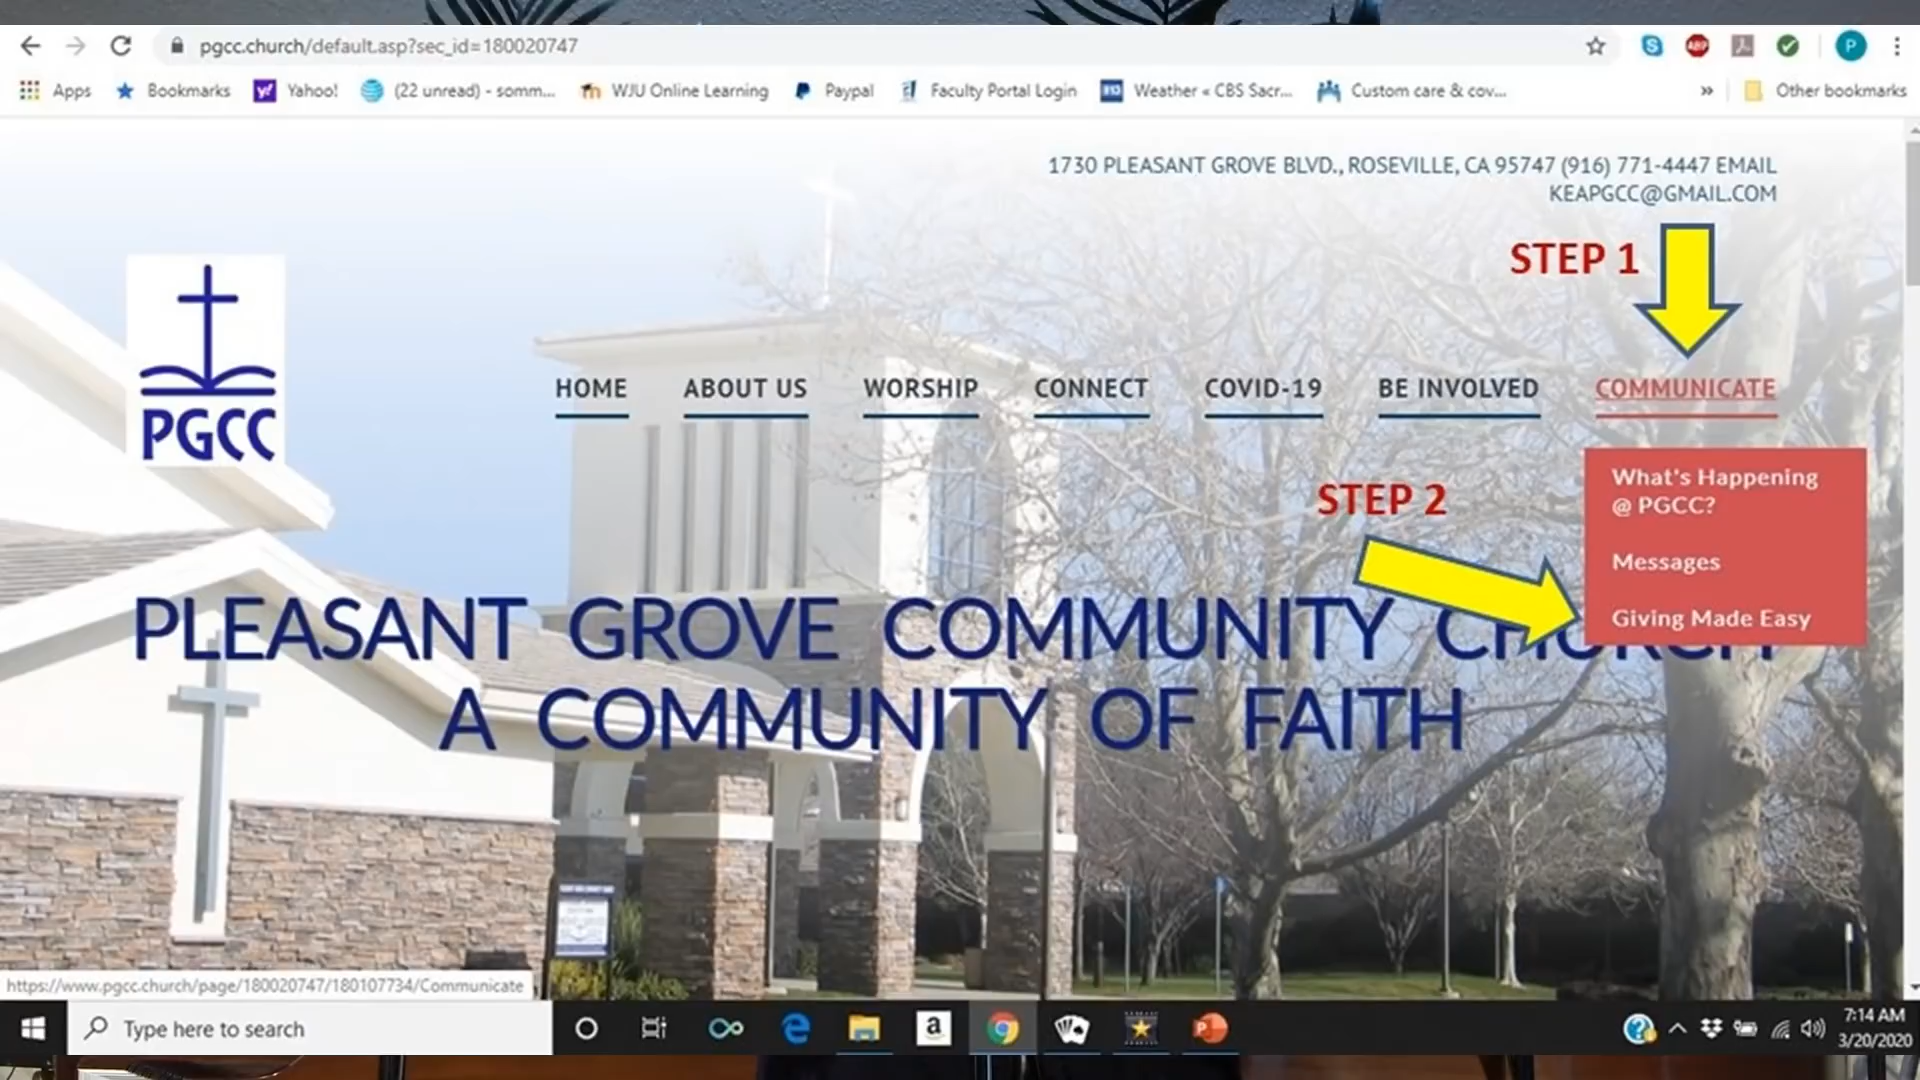 pgcc.church/default.asp?sec_id=180020747
ABP
P
Apps Bookmarks Yahoo! (22 unread) - somm... WJU Online Learning Paypal Faculty Portal Login Weather « CBS Sacr... Custom care & cov... » Other bookmarks
1730 PLEASANT GROVE BLVD., ROSEVILLE, CA 95747 (916) 771-4447 EMAIL
KEAPGCC@GMAIL.COM
STEP 1
PGCC
HOME ABOUT US WORSHIP CONNECT COVID-19 BE INVOLVED COMMUNICATE
What's Happening
@ PGCC?
STEP 2
Messages
Giving Made Easy
PLEASANT GROVE COMMUNITY CHURCH
A COMMUNITY OF FAITH
https://www.pgcc.church/page/180020747/180107734/Communicate
Type here to search
7:14 AM
3/20/2020